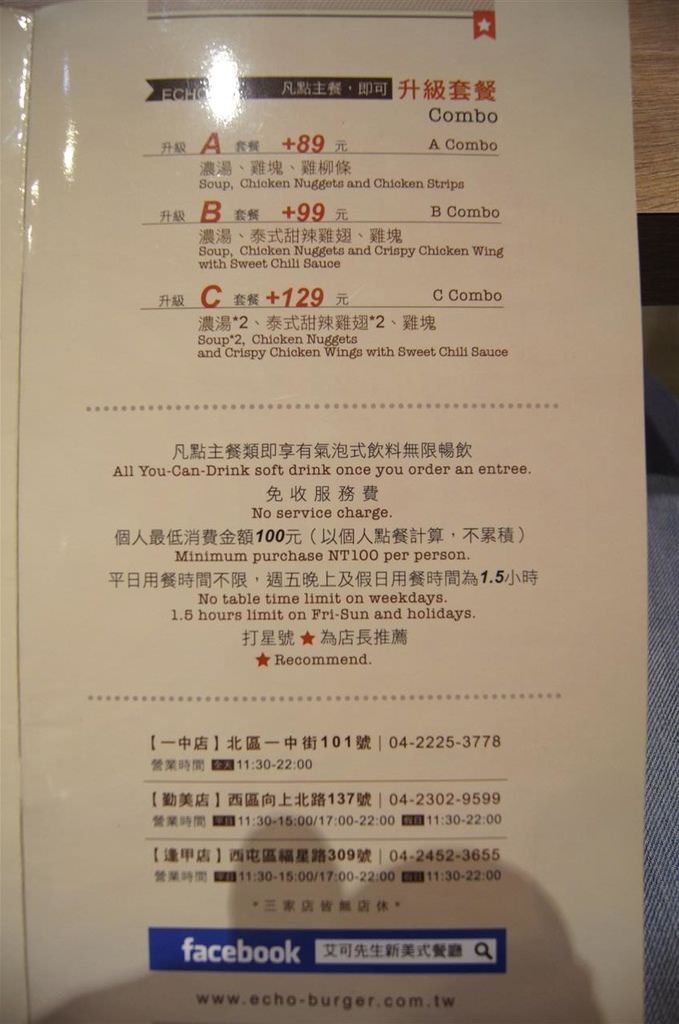 ECHO 凡點主餐,即可 升級套餐
Combo
升級 A 套餐 +89 元 A Combo
濃湯、雞塊、雞柳條
Soup, Chicken Nuggets and Chicken Strips
升級 B 套餐 +99 元 B Combo
濃湯、泰式甜辣雞翅、雞塊
Soup, Chicken Nuggets and Crispy Chicken Wing
with Sweet Chili Sauce
升級 C 套餐 +129 元 C Combo
濃湯*2、泰式甜辣雞翅*2、雞塊
Soup*2, Chicken Nuggets
and Crispy Chicken Wings with Sweet Chili Sauce
凡點主餐類即享有氣泡式飲料無限暢飲
All You-Can-Drink soft drink once you order an entree.
免收服務費
No service charge.
個人最低消費金額100元(以個人點餐計算,不累積)
Minimum purchase NT100 per person.
平日用餐時間不限,週五晚上及假日用餐時間為1.5小時
No table time limit on weekdays.
1.5 hours limit on Fri-Sun and holidays.
打星號★為店長推薦
★ Recommend.
【一中店】北區一中街101號 | 04-2225-3778
營業時間 全天 11:30-22:00
【勤美店】西區向上北路137號 | 04-2302-9599
營業時間 平日 11:30-15:00/17:00-22:00 假日 11:30-22:00
【逢甲店】西屯區福星路309號 | 04-2452-3655
營業時間 平日 11:30-15:00/17:00-22:00 假日 11:30-22:00
*三家店皆無店休*
facebook 艾可先生新美式餐廳
www.echo-burger.com.tw